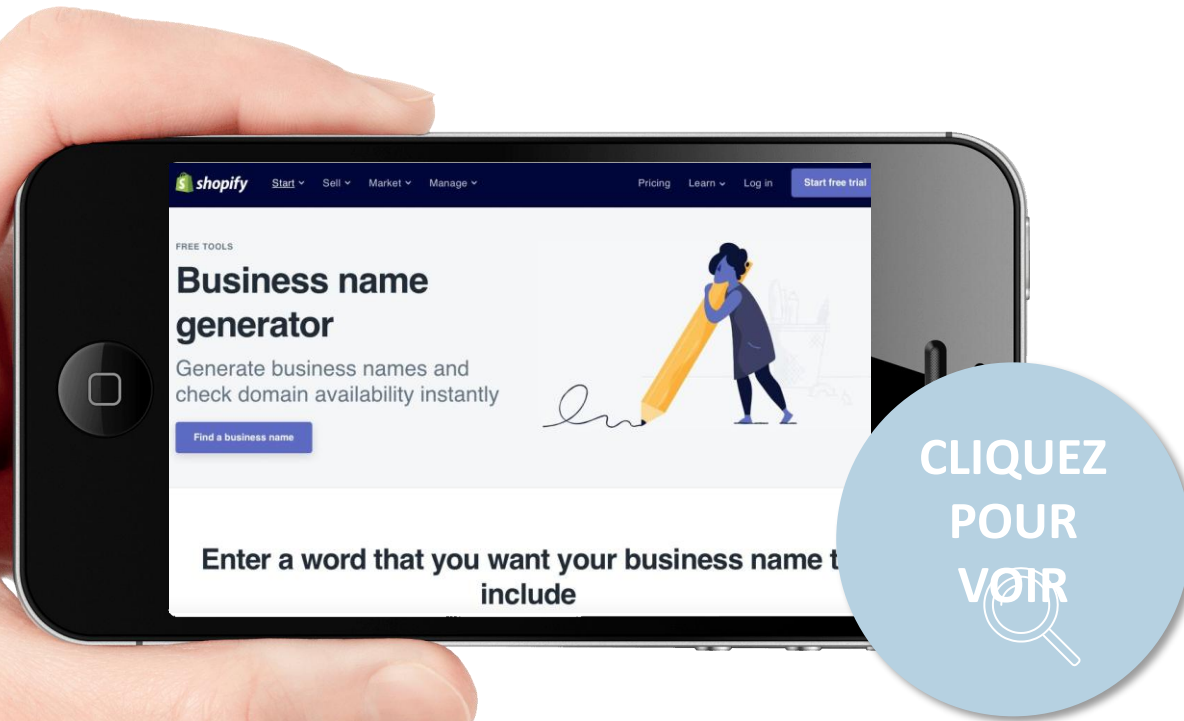 shopify Start Sell Market Manage Pricing Learn Log in Start free trial
FREE TOOLS
Business name
generator
Generate business names and
check domain availability instantly
Find a business name
Enter a word that you want your business name
include
CLIQUEZ
POUR
VOIR